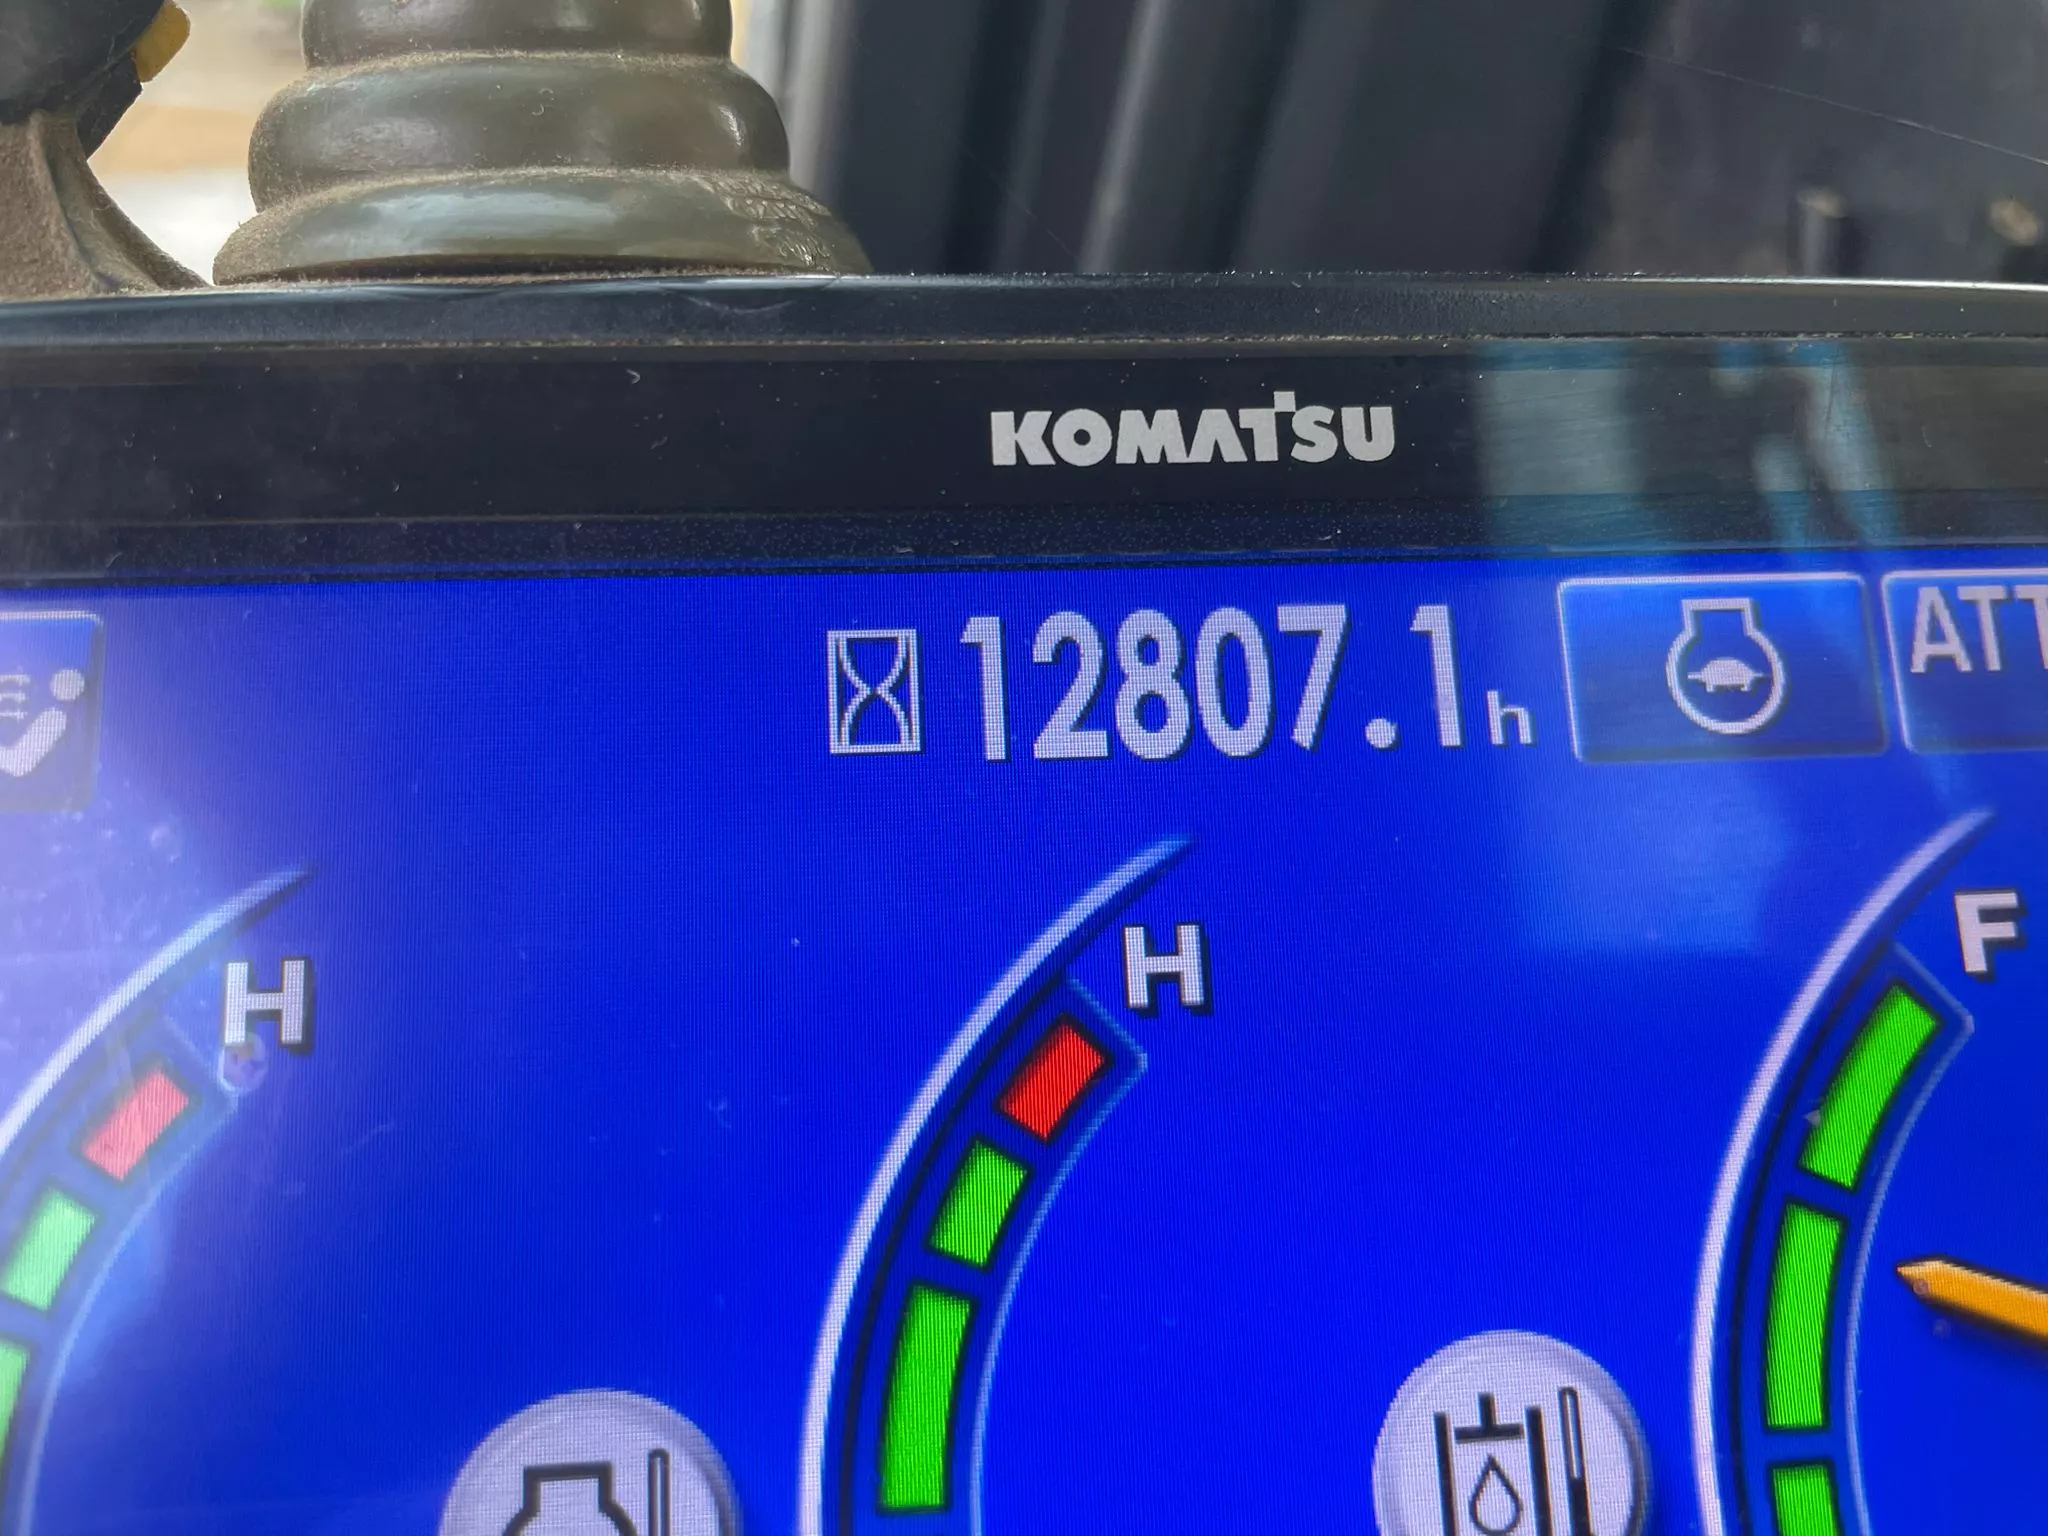 KOMATSU
12807.1h
ATT
H
H
F